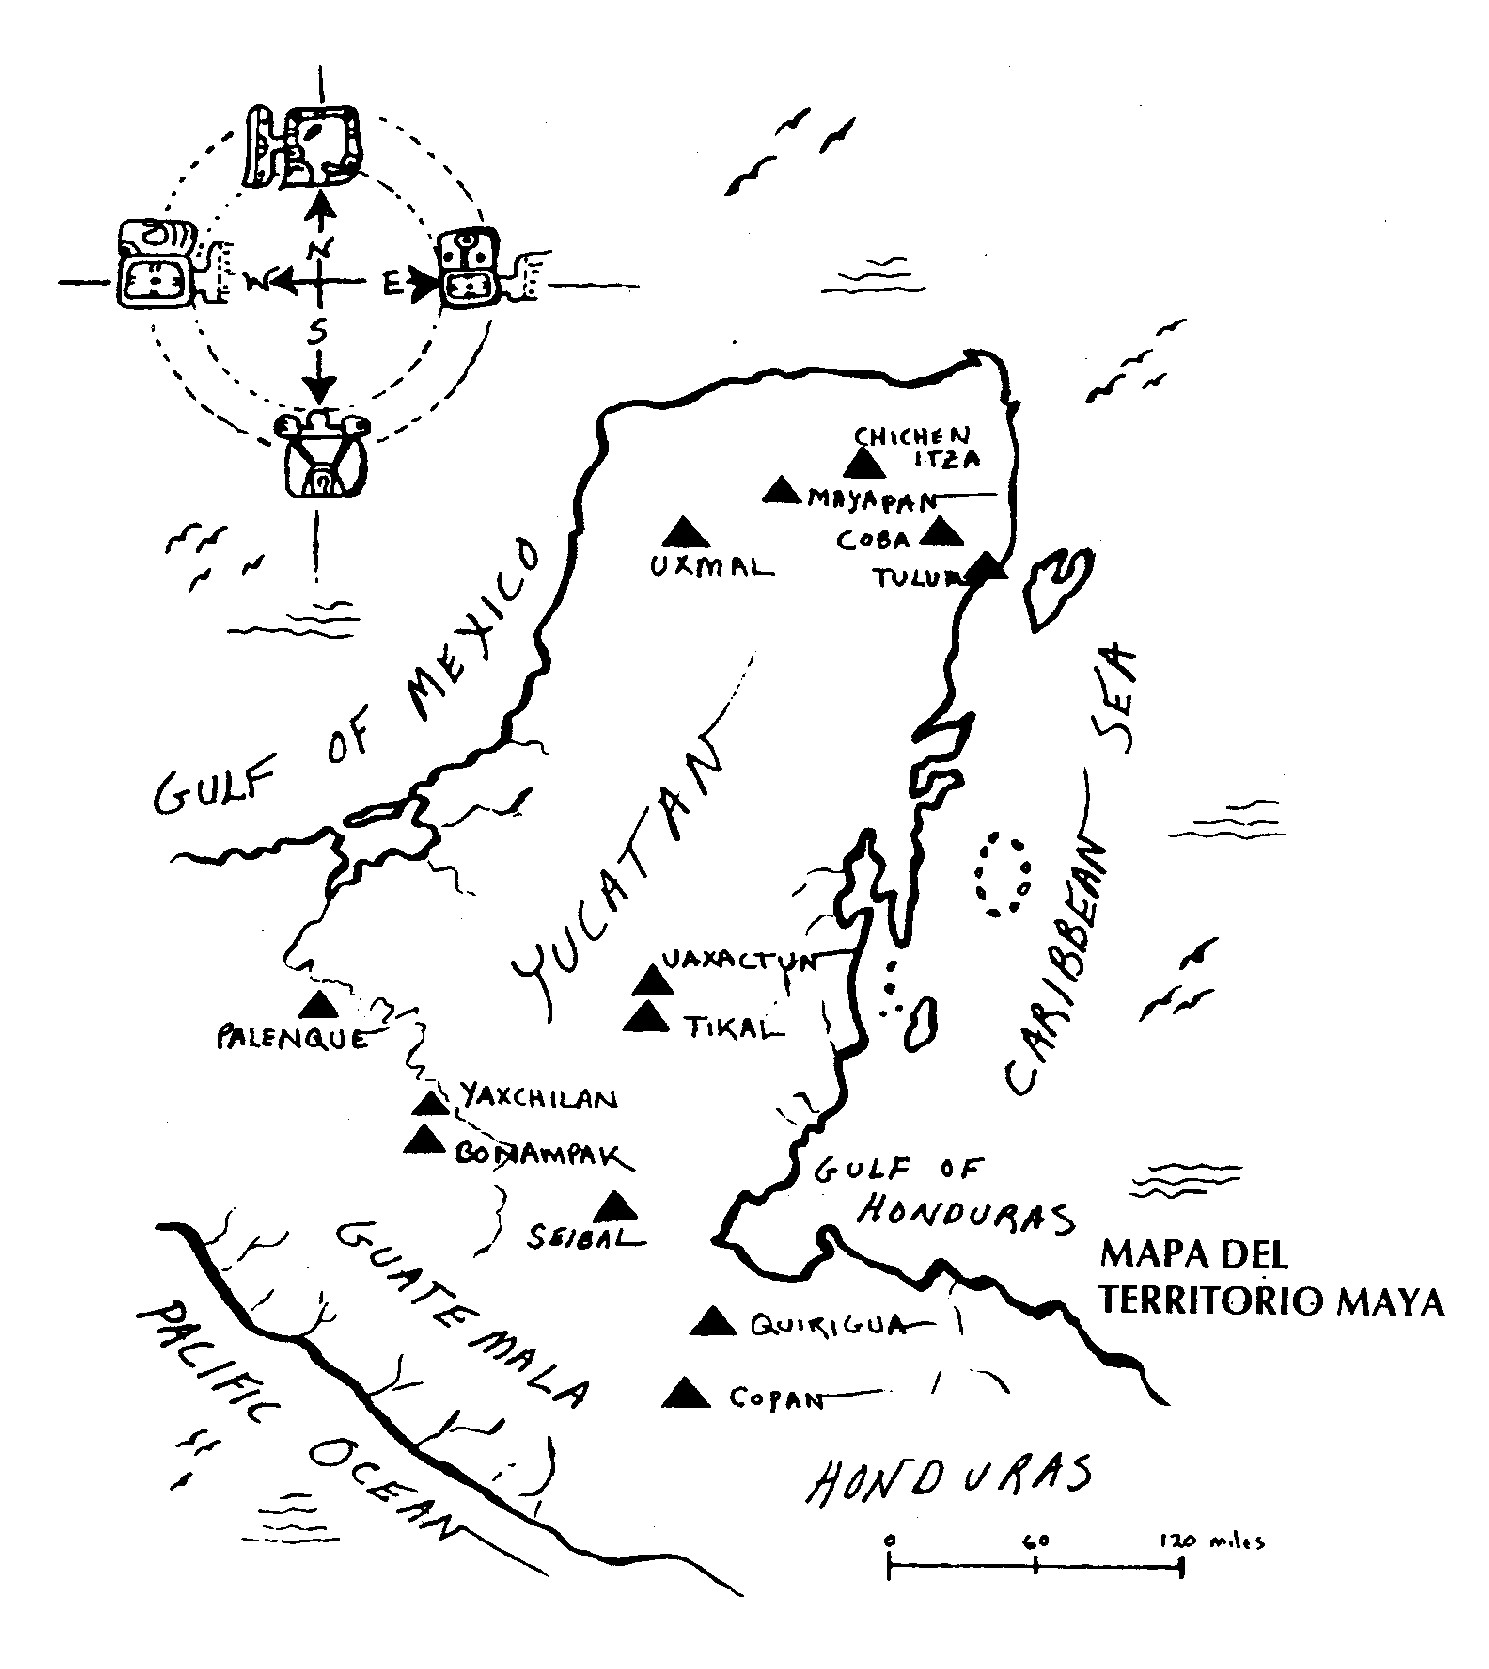 N
W
E
S
CHICHEN
ITZA
MAYAPAN
COBA
UXMAL
TULUM
GULF OF MEXICO
CARIBBEAN SEA
YUCATAN
UAXACTUN
TIKAL
PALENQUE
YAXCHILAN
BONAMPAK
SEIBAL
GULF OF
HONDURAS
MAPA DEL
TERRITORIO MAYA
GUATEMALA
PACIFIC OCEAN
QUIRIGUA
COPAN
HONDURAS
0 60 120 miles